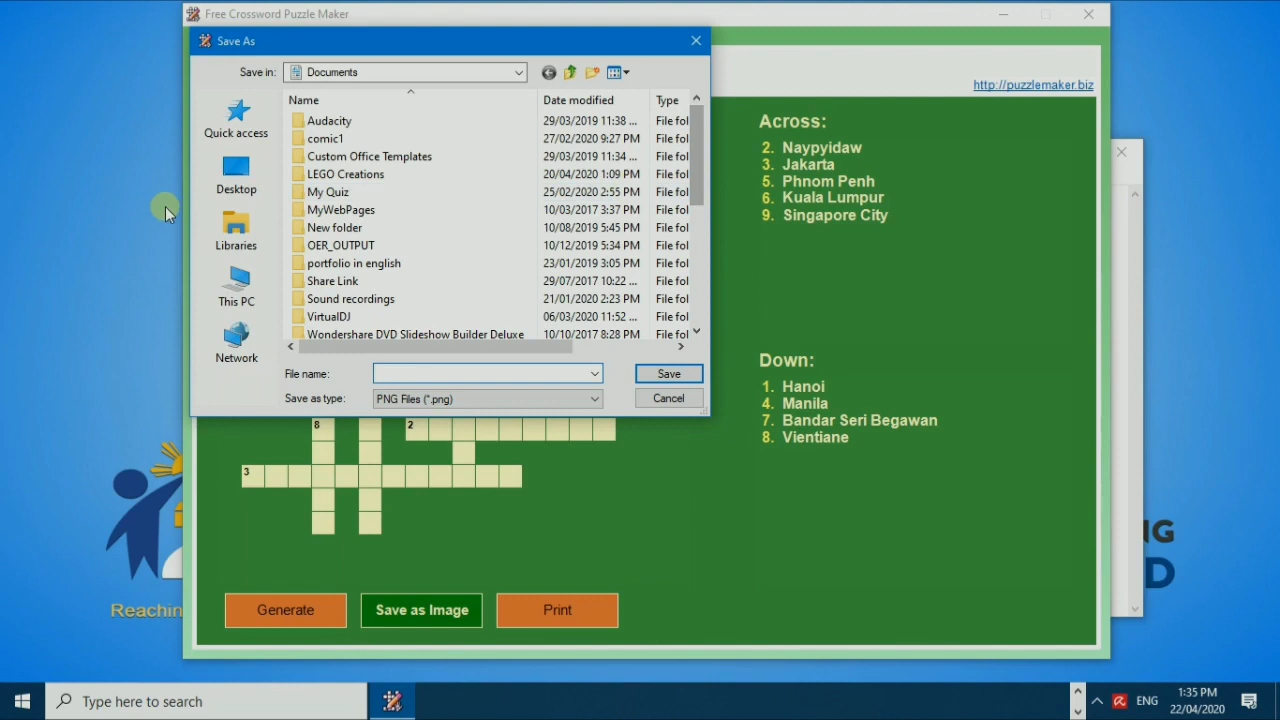 Free Crossword Puzzle Maker
Save As
Save in: Documents
Name Date modified Type
Audacity 29/03/2019 11:38 ... File fol
comic1 27/02/2020 9:27 PM File fol
Custom Office Templates 29/03/2019 11:34 ... File fol
LEGO Creations 20/04/2020 1:09 PM File fol
My Quiz 25/02/2020 2:55 PM File fol
MyWebPages 10/03/2017 3:37 PM File fol
New folder 10/08/2019 5:45 PM File fol
OER_OUTPUT 10/12/2019 5:34 PM File fol
portfolio in english 23/01/2019 3:05 PM File fol
Share Link 29/07/2017 10:22 ... File fol
Sound recordings 21/01/2020 2:23 PM File fol
VirtualDJ 06/03/2020 11:52 ... File fol
Wondershare DVD Slideshow Builder Deluxe 10/10/2017 8:28 PM File fol
Quick access
Desktop
Libraries
This PC
Network
File name: Save
Save as type: PNG Files (*.png) Cancel
http://puzzlemaker.biz
Across:
2. Naypyidaw
3. Jakarta
5. Phnom Penh
6. Kuala Lumpur
9. Singapore City
Down:
1. Hanoi
4. Manila
7. Bandar Seri Begawan
8. Vientiane
8 2
3
Generate Save as Image Print
Reachin
NG
D
Type here to search
ENG
1:35 PM
22/04/2020